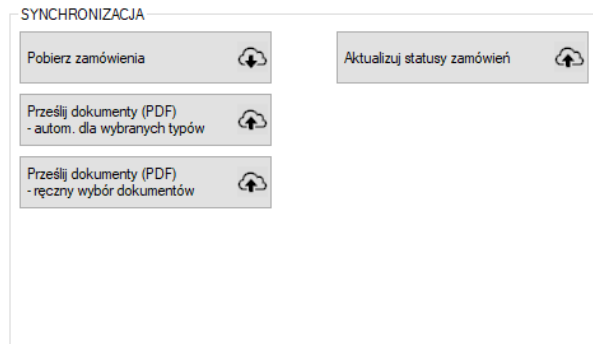 SYNCHRONIZACJA
Pobierz zamówienia
Aktualizuj statusy zamówień
Prześlij dokumenty (PDF)
- autom. dla wybranych typów
Prześlij dokumenty (PDF)
- ręczny wybór dokumentów